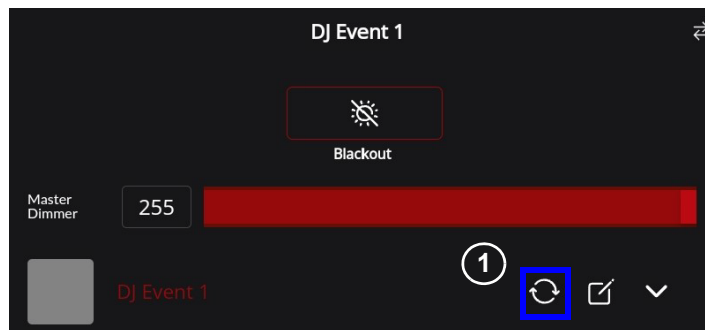 DJ Event 1
Blackout
Master
Dimmer
255
1
DJ Event 1